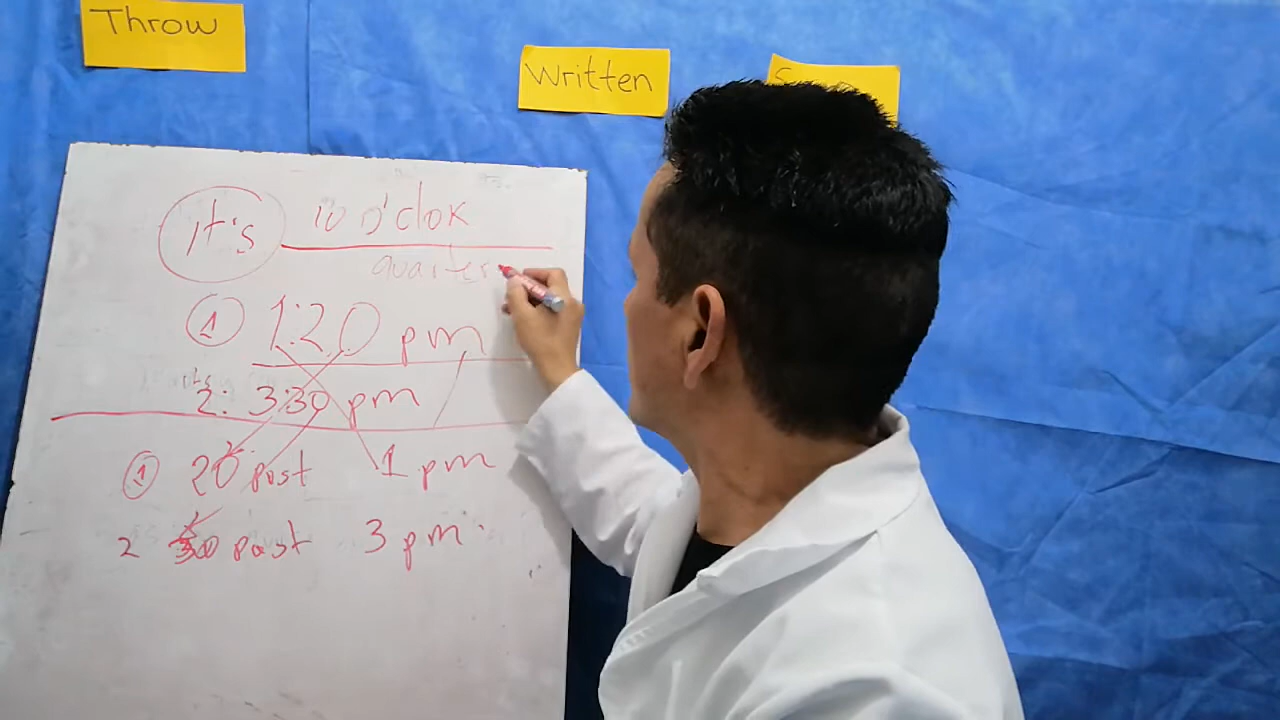 Throw
Written
it's 10 o'clok
quarter
1 1:20 pm
2: 3:30 pm
1 20 past 1 pm
2 30 past 3 pm